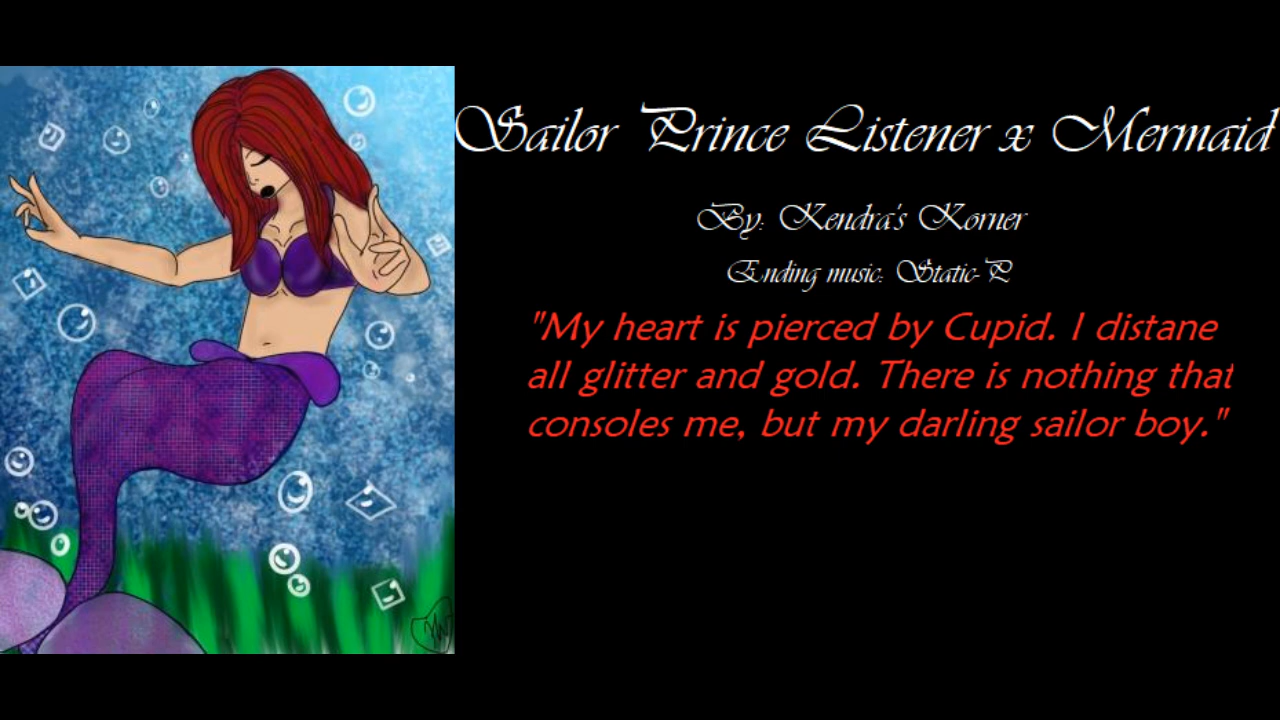 Sailor Prince Listener x Mermaid
By: Kendra's Korner
Ending music: Static-P
"My heart is pierced by Cupid. I distane
all glitter and gold. There is nothing that
consoles me, but my darling sailor boy."